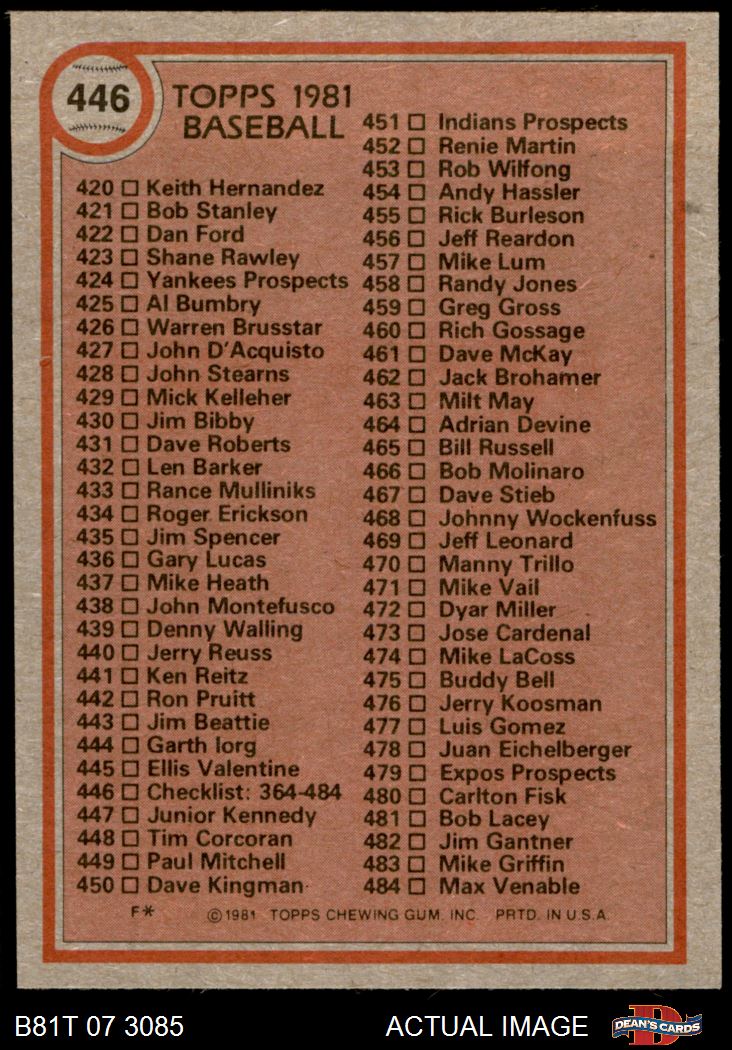 446
TOPPS 1981
BASEBALL
420 □ Keith Hernandez
421 □ Bob Stanley
422 □ Dan Ford
423 □ Shane Rawley
424 □ Yankees Prospects
425 □ Al Bumbry
426 □ Warren Brusstar
427 □ John D'Acquisto
428 □ John Stearns
429 □ Mick Kelleher
430 □ Jim Bibby
431 □ Dave Roberts
432 □ Len Barker
433 □ Rance Mulliniks
434 □ Roger Erickson
435 □ Jim Spencer
436 □ Gary Lucas
437 □ Mike Heath
438 □ John Montefusco
439 □ Denny Walling
440 □ Jerry Reuss
441 □ Ken Reitz
442 □ Ron Pruitt
443 □ Jim Beattie
444 □ Garth Iorg
445 □ Ellis Valentine
446 □ Checklist: 364-484
447 □ Junior Kennedy
448 □ Tim Corcoran
449 □ Paul Mitchell
450 □ Dave Kingman
451 □ Indians Prospects
452 □ Renie Martin
453 □ Rob Wilfong
454 □ Andy Hassler
455 □ Rick Burleson
456 □ Jeff Reardon
457 □ Mike Lum
458 □ Randy Jones
459 □ Greg Gross
460 □ Rich Gossage
461 □ Dave McKay
462 □ Jack Brohamer
463 □ Milt May
464 □ Adrian Devine
465 □ Bill Russell
466 □ Bob Molinaro
467 □ Dave Stieb
468 □ Johnny Wockenfuss
469 □ Jeff Leonard
470 □ Manny Trillo
471 □ Mike Vail
472 □ Dyar Miller
473 □ Jose Cardenal
474 □ Mike LaCoss
475 □ Buddy Bell
476 □ Jerry Koosman
477 □ Luis Gomez
478 □ Juan Eichelberger
479 □ Expos Prospects
480 □ Carlton Fisk
481 □ Bob Lacey
482 □ Jim Gantner
483 □ Mike Griffin
484 □ Max Venable
F* ©1981 TOPPS CHEWING GUM. INC. PRTD. IN U.S.A.
B81T 07 3085 ACTUAL IMAGE D DEAN'S CARDS